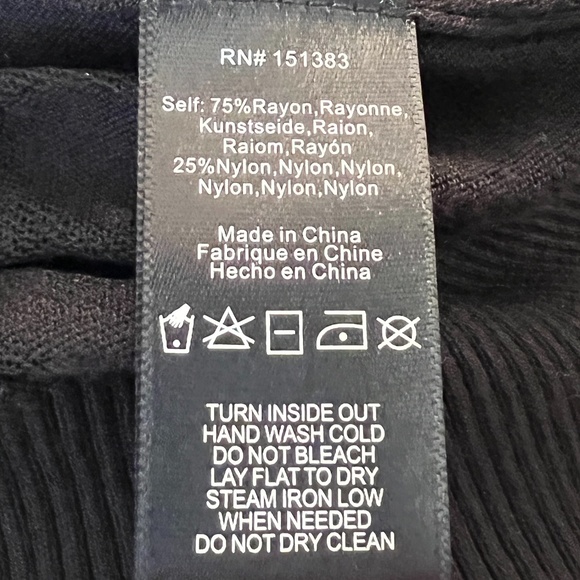 RN# 151383
Self: 75%Rayon,Rayonne,
Kunstseide,Raion,
Raiom,Rayón
25%Nylon,Nylon,Nylon,
Nylon,Nylon,Nylon
Made in China
Fabrique en Chine
Hecho en China
TURN INSIDE OUT
HAND WASH COLD
DO NOT BLEACH
LAY FLAT TO DRY
STEAM IRON LOW
WHEN NEEDED
DO NOT DRY CLEAN